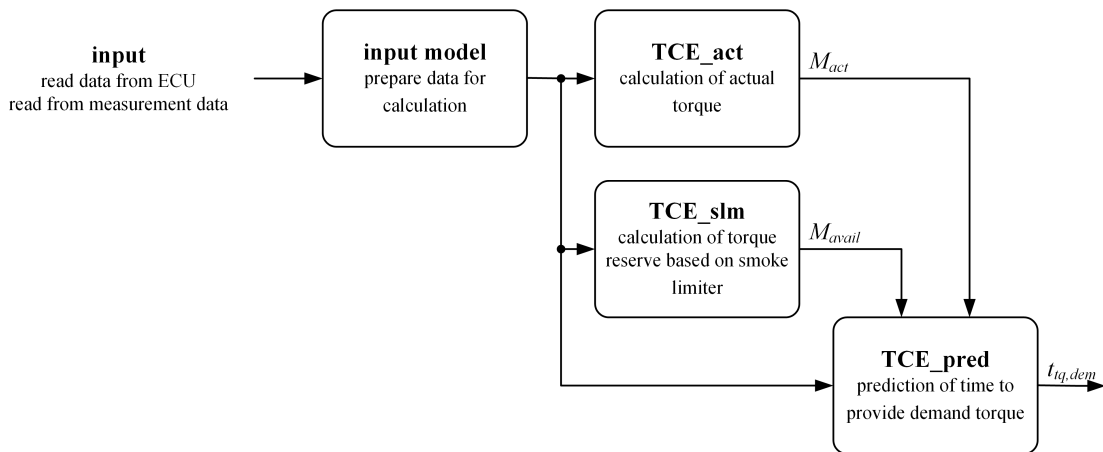 input
read data from ECU
read from measurement data
input model
prepare data for
calculation
TCE_act
calculation of actual
torque
M_act
TCE_slm
calculation of torque
reserve based on smoke
limiter
M_avail
TCE_pred
prediction of time to
provide demand torque
t_tq,dem